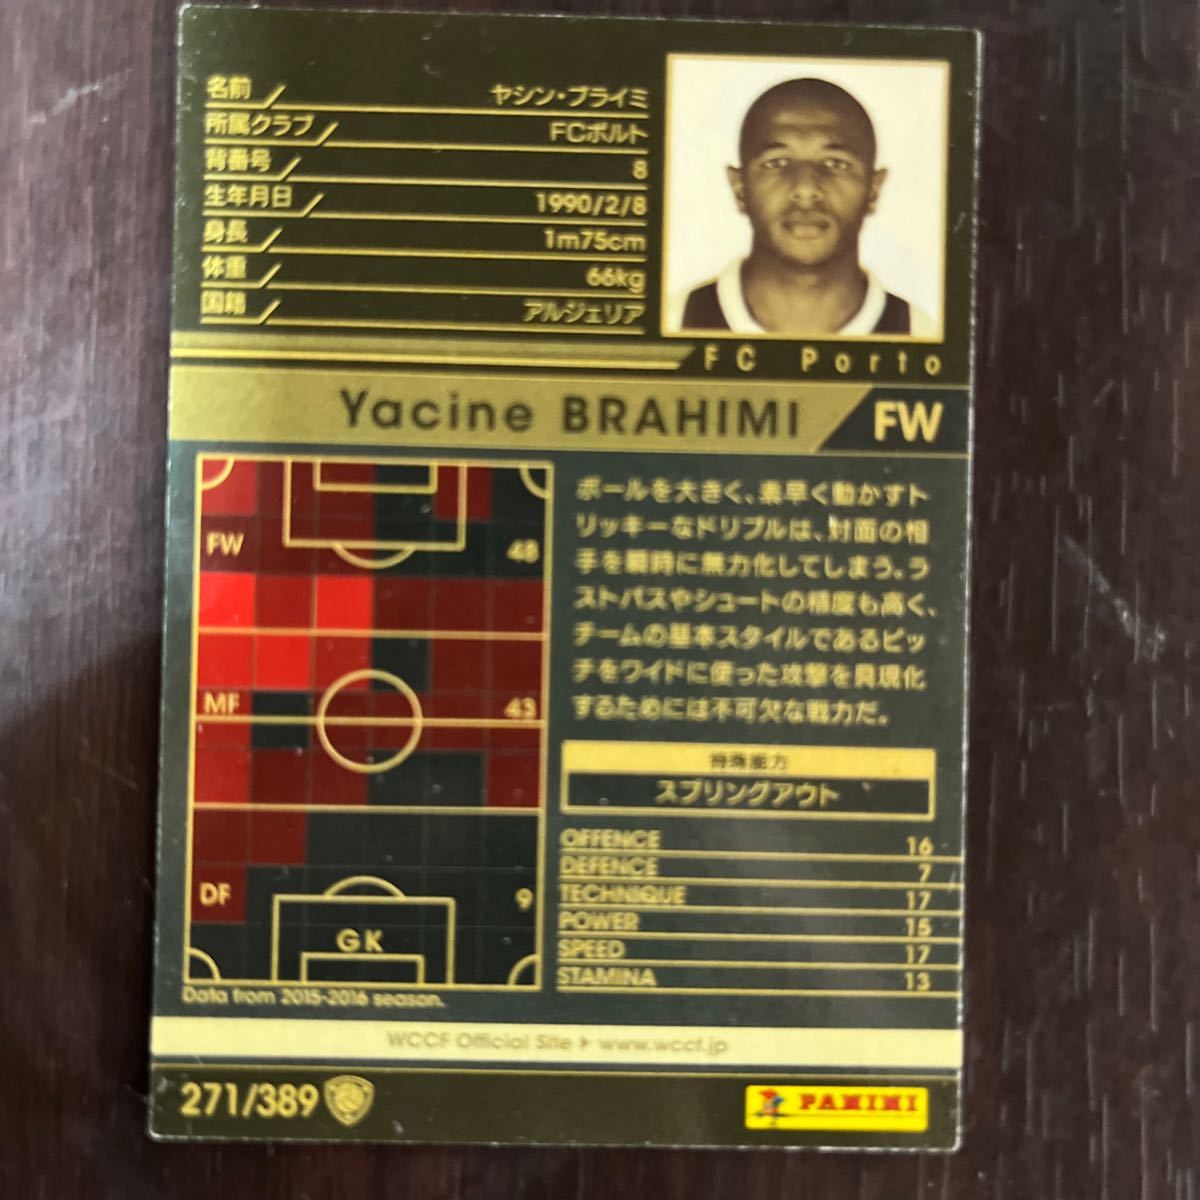 名前 ヤシン・ブライミ
所属クラブ FCポルト
背番号 8
生年月日 1990/2/8
身長 1m75cm
体重 66kg
国籍 アルジェリア
FC Porto
Yacine BRAHIMI FW
FW 48
MF 43
DF 9
GK
Data from 2015-2016 season.
ボールを大きく、素早く動かすト
リッキーなドリブルは、対面の相
手を瞬時に無力化してしまう。ラ
ストパスやシュートの精度も高く、
チームの基本スタイルであるピッ
チをワイドに使った攻撃を具現化
するためには不可欠な戦力だ。
特殊能力
スプリングアウト
OFFENCE 16
DEFENCE 7
TECHNIQUE 17
POWER 15
SPEED 17
STAMINA 13
WCCF Official Site ▶ www.wccf.jp
271/389
PANINI